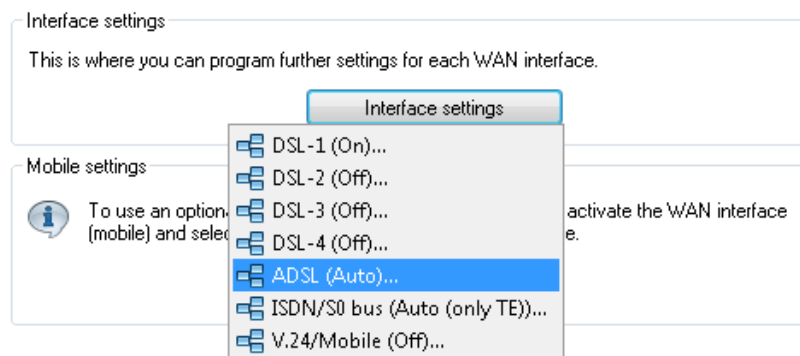 Interface settings
This is where you can program further settings for each WAN interface.
Interface settings
DSL-1 (On)...
Mobile settings
DSL-2 (Off)...
To use an option
DSL-3 (Off)...
activate the WAN interface
(mobile) and selec
DSL-4 (Off)...
e.
ADSL (Auto)...
ISDN/S0 bus (Auto (only TE))...
V.24/Mobile (Off)...